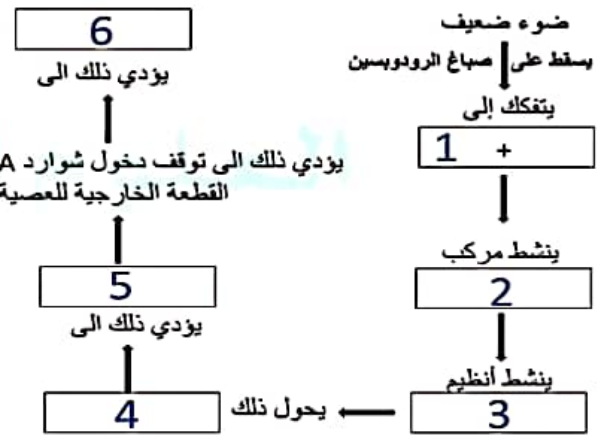 ضوء ضعيف
يسقط على صباغ الرودوبسين
يتفكك إلى
1 +
ينشط مركب
2
ينشط أنظيم
3
يحول ذلك
4
يؤدي ذلك الى
5
يؤدي ذلك الى توقف دخول شوارد A
القطعة الخارجية للعصية
يؤدي ذلك الى
6